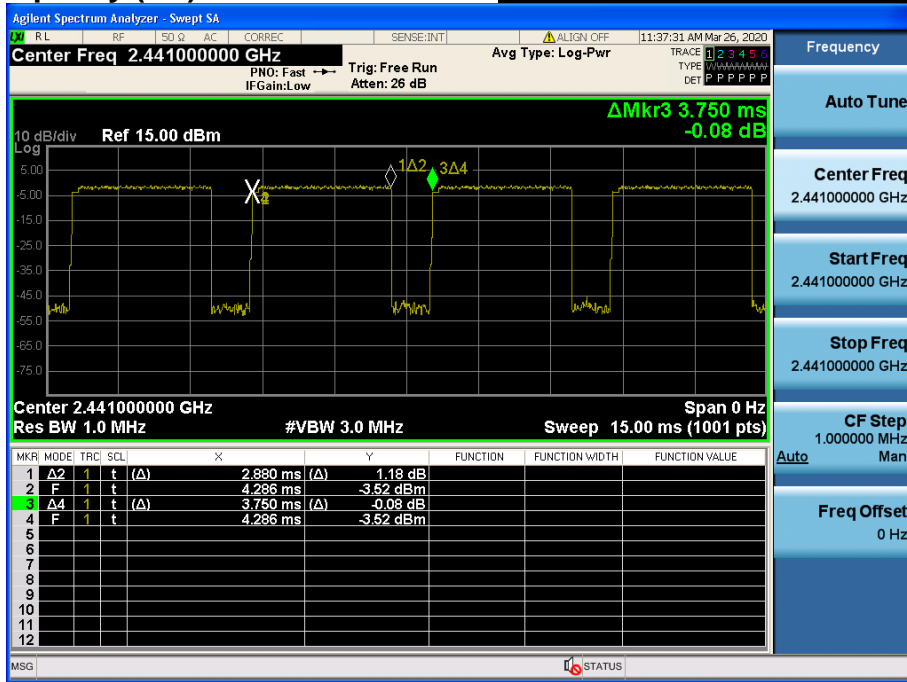 Agilent Spectrum Analyzer - Swept SA
LXI RL RF 50 Ω AC CORREC SENSE:INT ALIGN OFF 11:37:31 AM Mar 26, 2020
Center Freq 2.441000000 GHz
PNO: Fast
IFGain:Low
Trig: Free Run
Atten: 26 dB
Avg Type: Log-Pwr
TRACE 1 2 3 4 5 6
TYPE WWWWWW
DET P P P P P P
ΔMkr3 3.750 ms
-0.08 dB
10 dB/div Ref 15.00 dBm
Log
1Δ2 3Δ4
5.00
-5.00
-15.0
-25.0
-35.0
-45.0
-55.0
-65.0
-75.0
Center 2.441000000 GHz Span 0 Hz
Res BW 1.0 MHz #VBW 3.0 MHz Sweep 15.00 ms (1001 pts)
MKR MODE TRC SCL X Y FUNCTION FUNCTION WIDTH FUNCTION VALUE
1 Δ2 1 t (Δ) 2.880 ms (Δ) 1.18 dB
2 F 1 t 4.286 ms -3.52 dBm
3 Δ4 1 t (Δ) 3.750 ms (Δ) -0.08 dB
4 F 1 t 4.286 ms -3.52 dBm
5
6
7
8
9
10
11
12
MSG STATUS
Frequency
Auto Tune
Center Freq
2.441000000 GHz
Start Freq
2.441000000 GHz
Stop Freq
2.441000000 GHz
CF Step
1.000000 MHz
Auto Man
Freq Offset
0 Hz